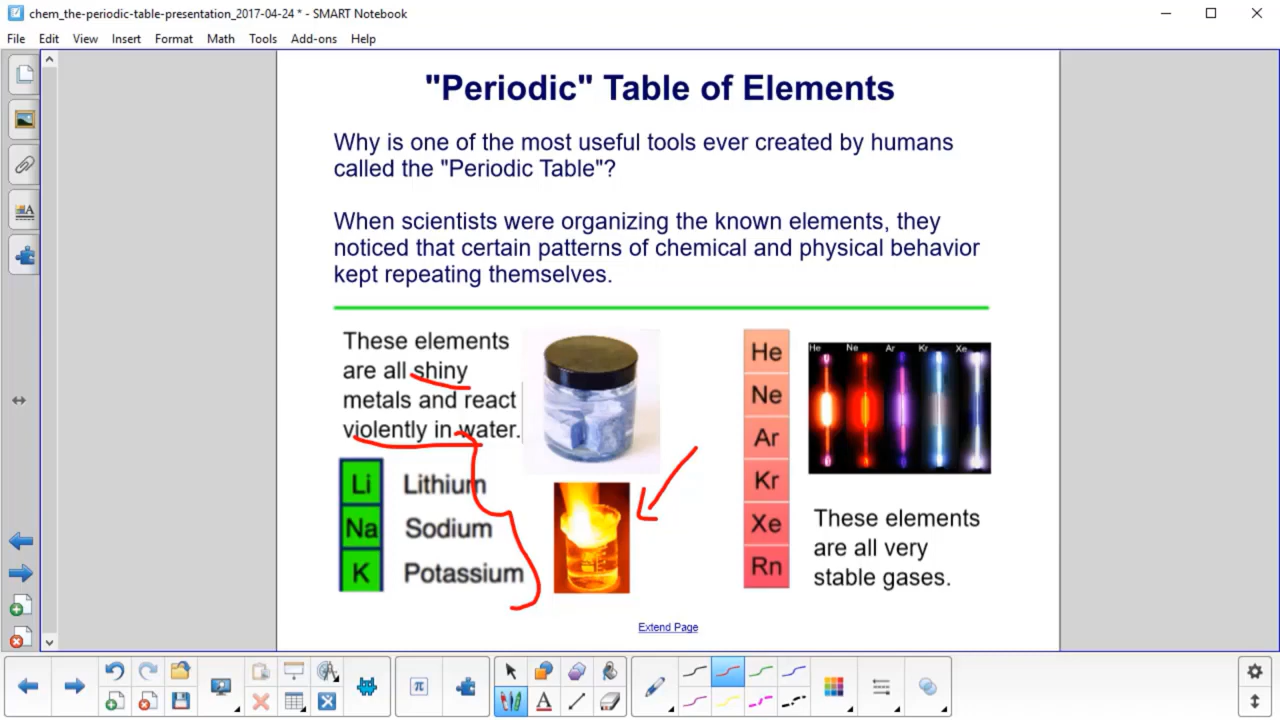 chem_the-periodic-table-presentation_2017-04-24 * - SMART Notebook
File Edit View Insert Format Math Tools Add-ons Help
"Periodic" Table of Elements
Why is one of the most useful tools ever created by humans
called the "Periodic Table"?
When scientists were organizing the known elements, they
noticed that certain patterns of chemical and physical behavior
kept repeating themselves.
These elements
are all shiny
metals and react
violently in water.
Li Lithium
Na Sodium
K Potassium
He
Ne
Ar
Kr
Xe
Rn
He Ne Ar Kr Xe
These elements
are all very
stable gases.
Extend Page